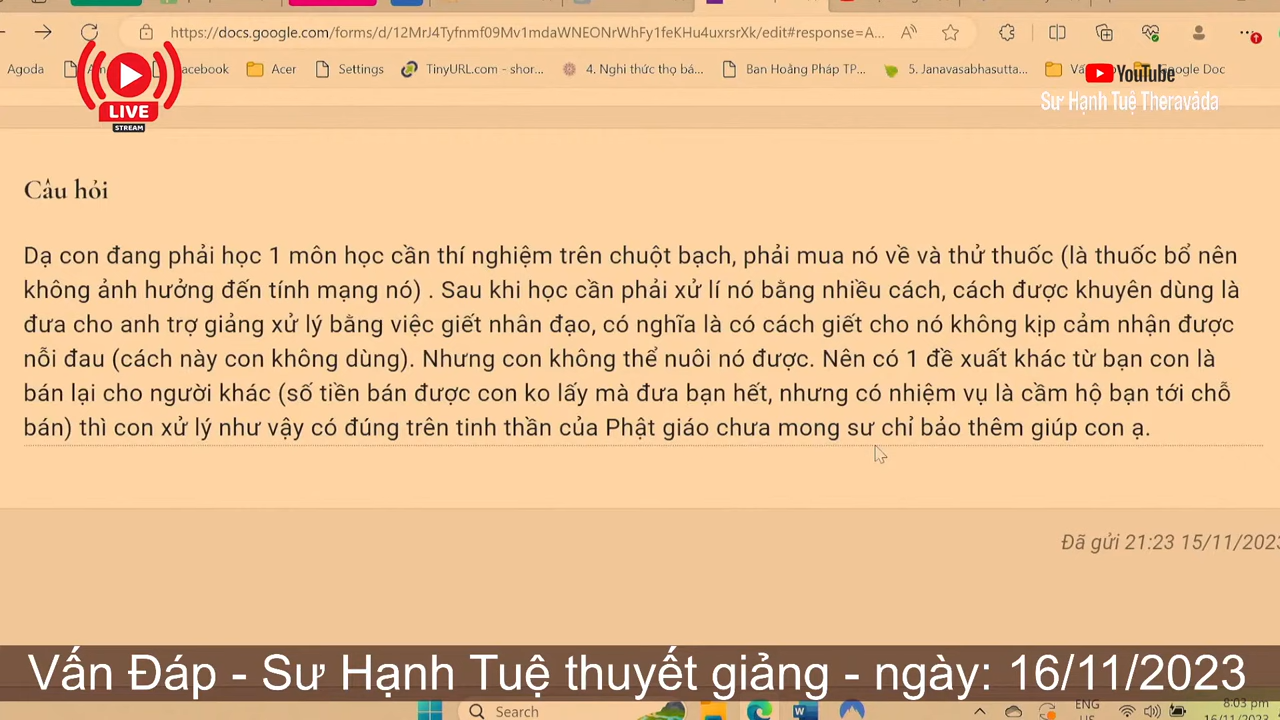 https://docs.google.com/forms/d/12MrJ4Tyfnmf09Mv1mdaWNEONrWhFy1feKHu4uxrsrXk/edit#response=A...
Agoda
Facebook
Acer
Settings
TinyURL.com - shor...
4. Nghi thức thọ bá...
Ban Hoằng Pháp TP...
5. Janavasabhasutta...
Google Doc
LIVE
STREAM
YouTube
Sư Hạnh Tuệ Theravāda
Câu hỏi
Dạ con đang phải học 1 môn học cần thí nghiệm trên chuột bạch, phải mua nó về và thử thuốc (là thuốc bổ nên
không ảnh hưởng đến tính mạng nó) . Sau khi học cần phải xử lí nó bằng nhiều cách, cách được khuyên dùng là
đưa cho anh trợ giảng xử lý bằng việc giết nhân đạo, có nghĩa là có cách giết cho nó không kịp cảm nhận được
nỗi đau (cách này con không dùng). Nhưng con không thể nuôi nó được. Nên có 1 đề xuất khác từ bạn con là
bán lại cho người khác (số tiền bán được con ko lấy mà đưa bạn hết, nhưng có nhiệm vụ là cầm hộ bạn tới chỗ
bán) thì con xử lý như vậy có đúng trên tinh thần của Phật giáo chưa mong sư chỉ bảo thêm giúp con ạ.
Đã gửi 21:23 15/11/2023
Vấn Đáp - Sư Hạnh Tuệ thuyết giảng - ngày: 16/11/2023
Search
ENG
US
8:03 pm
16/11/2023